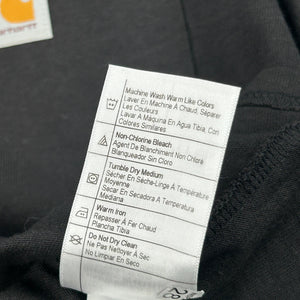 carhartt
Machine Wash Warm Like Colors
Laver En Machine À Chaud, Séparer
Les Couleurs
Lavar A Máquina En Agua Tibia, Con
Colores Similares
Non-Chlorine Bleach
Agent De Blanchiment Non Chloré
Blanqueador Sin Cloro
Tumble Dry Medium
Sécher En Sèche-Linge À Température
Moyenne
Secar En Secadora A Temperatura
Mediana
Warm Iron
Repasser À Fer Chaud
Plancha Tibia
Do Not Dry Clean
Ne Pas Nettoyer À Sec
No Lavar En Seco